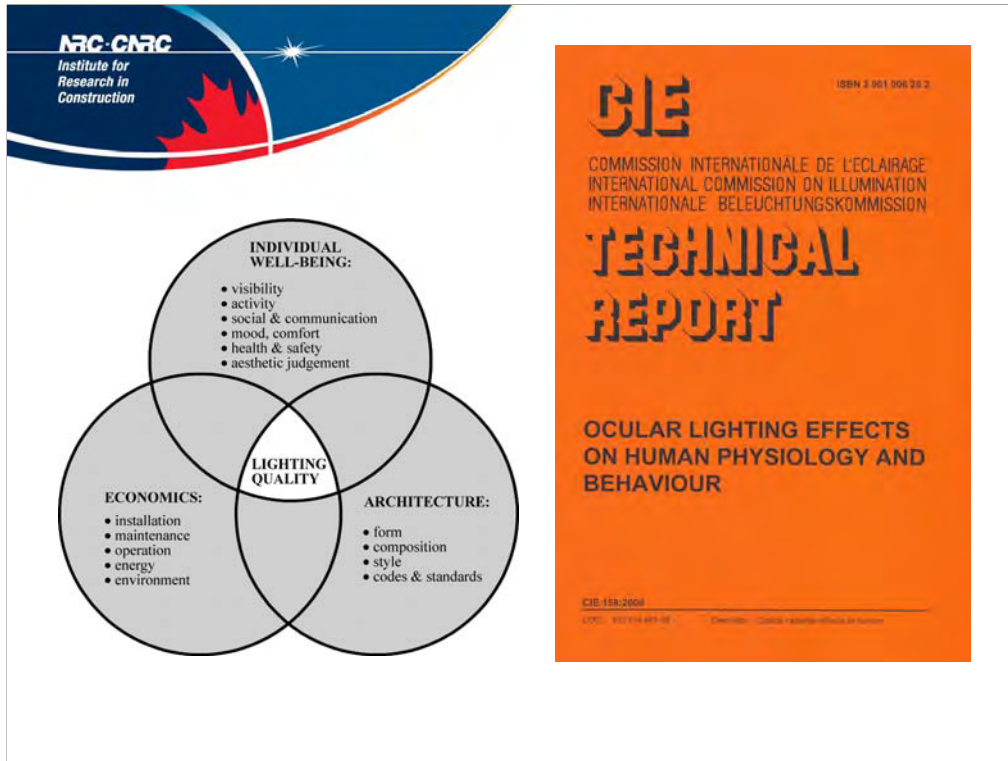 NRC·CNRC
Institute for
Research in
Construction
INDIVIDUAL
WELL-BEING:
• visibility
• activity
• social & communication
• mood, comfort
• health & safety
• aesthetic judgement
LIGHTING
QUALITY
ECONOMICS:
• installation
• maintenance
• operation
• energy
• environment
ARCHITECTURE:
• form
• composition
• style
• codes & standards
ISBN 3 901 906 28 2
CIE
COMMISSION INTERNATIONALE DE L'ECLAIRAGE
INTERNATIONAL COMMISSION ON ILLUMINATION
INTERNATIONALE BELEUCHTUNGSKOMMISSION
TECHNICAL
REPORT
OCULAR LIGHTING EFFECTS
ON HUMAN PHYSIOLOGY AND
BEHAVIOUR